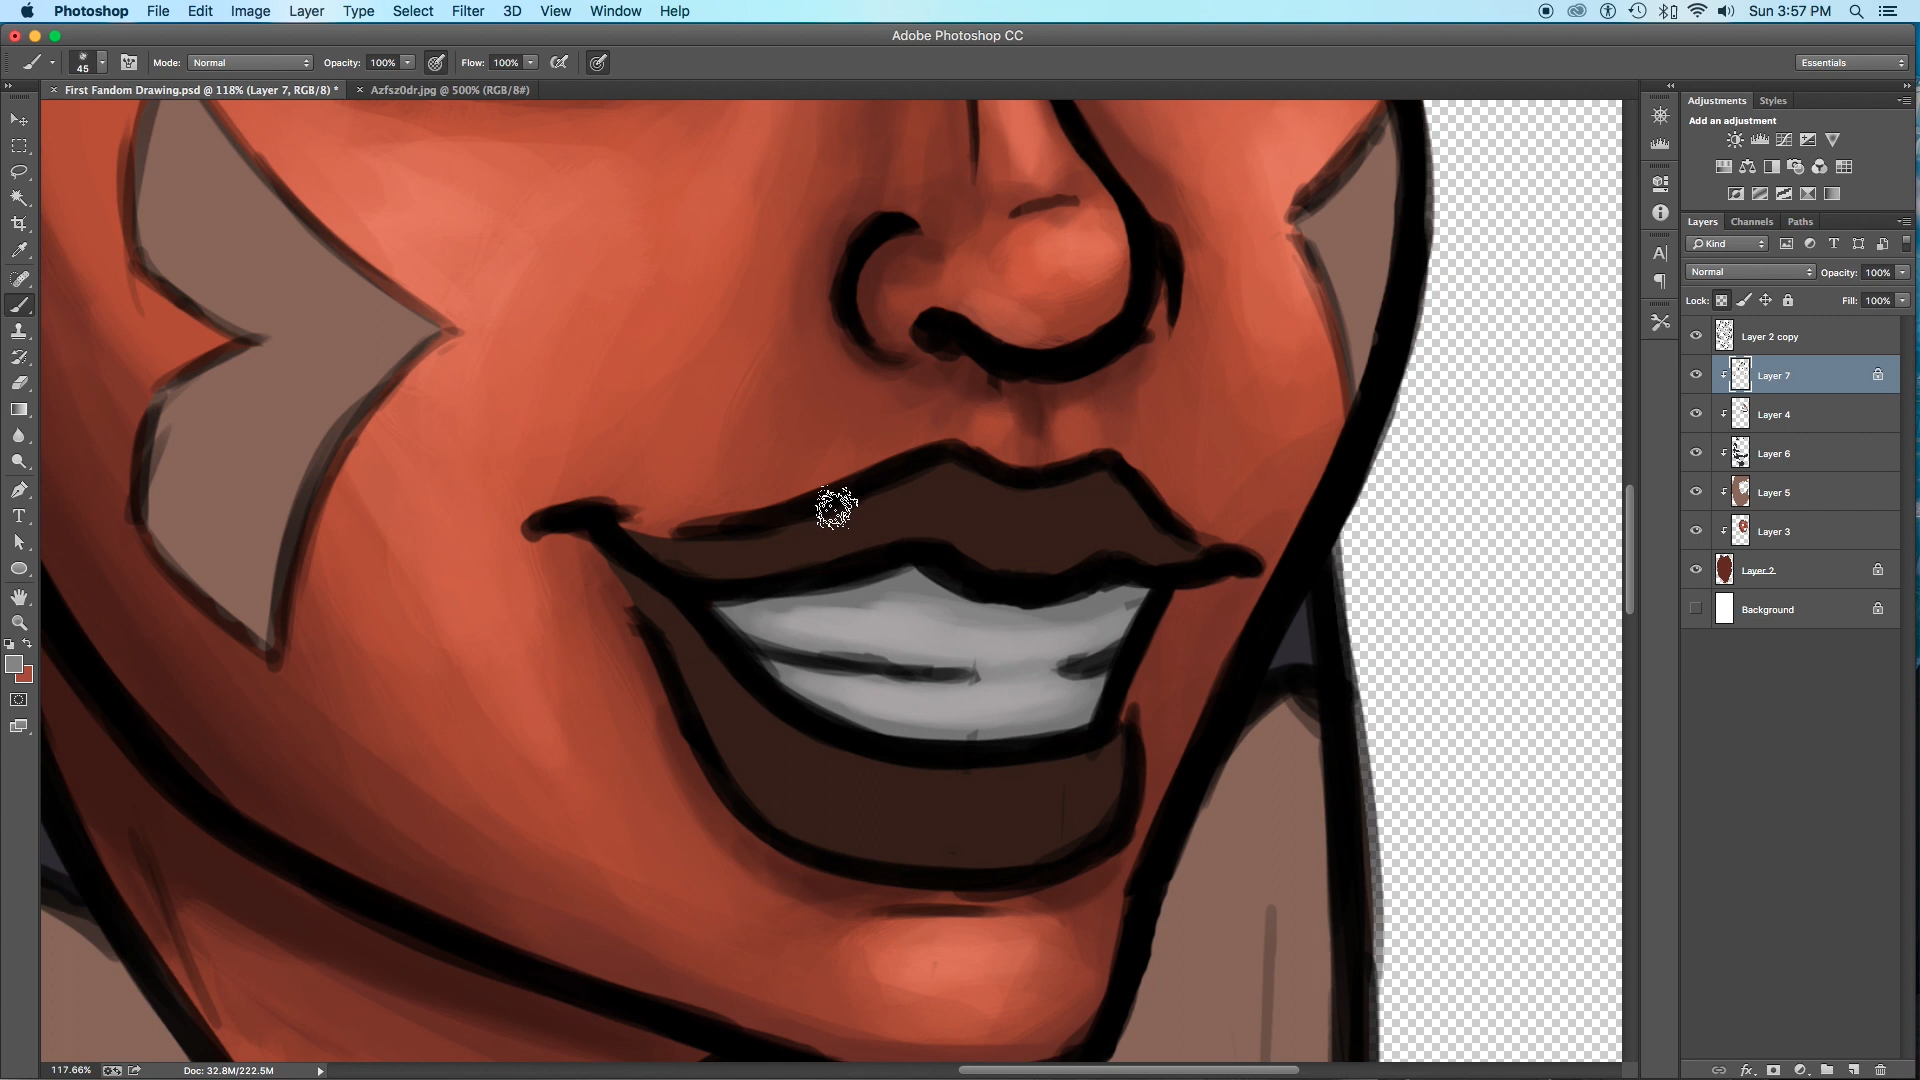 Photoshop File Edit Image Layer Type Select Filter 3D View Window Help Sun 3:57 PM
Adobe Photoshop CC
45 Mode: Normal Opacity: 100% Flow: 100% Essentials
First Fandom Drawing.psd @ 118% (Layer 7, RGB/8) * Azfsz0dr.jpg @ 500% (RGB/8#)
Adjustments Styles
Add an adjustment
Layers Channels Paths
Kind
Normal Opacity: 100%
Lock: Fill: 100%
Layer 2 copy
Layer 7
Layer 4
Layer 6
Layer 5
Layer 3
Layer 2
Background
117.66% Doc: 32.8M/222.5M